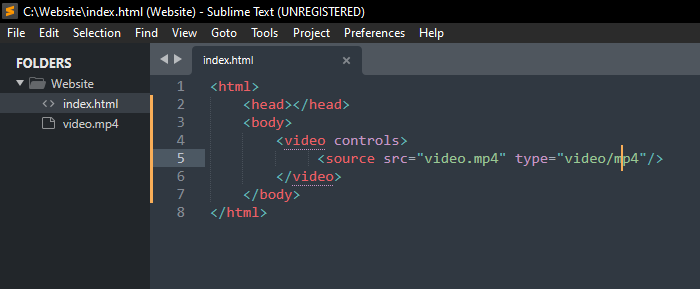 C:\Website\index.html (Website) - Sublime Text (UNREGISTERED)
File Edit Selection Find View Goto Tools Project Preferences Help
FOLDERS
Website
index.html
video.mp4
index.html
1 <html>
2 <head></head>
3 <body>
4 <video controls>
5 <source src="video.mp4" type="video/mp4"/>
6 </video>
7 </body>
8 </html>